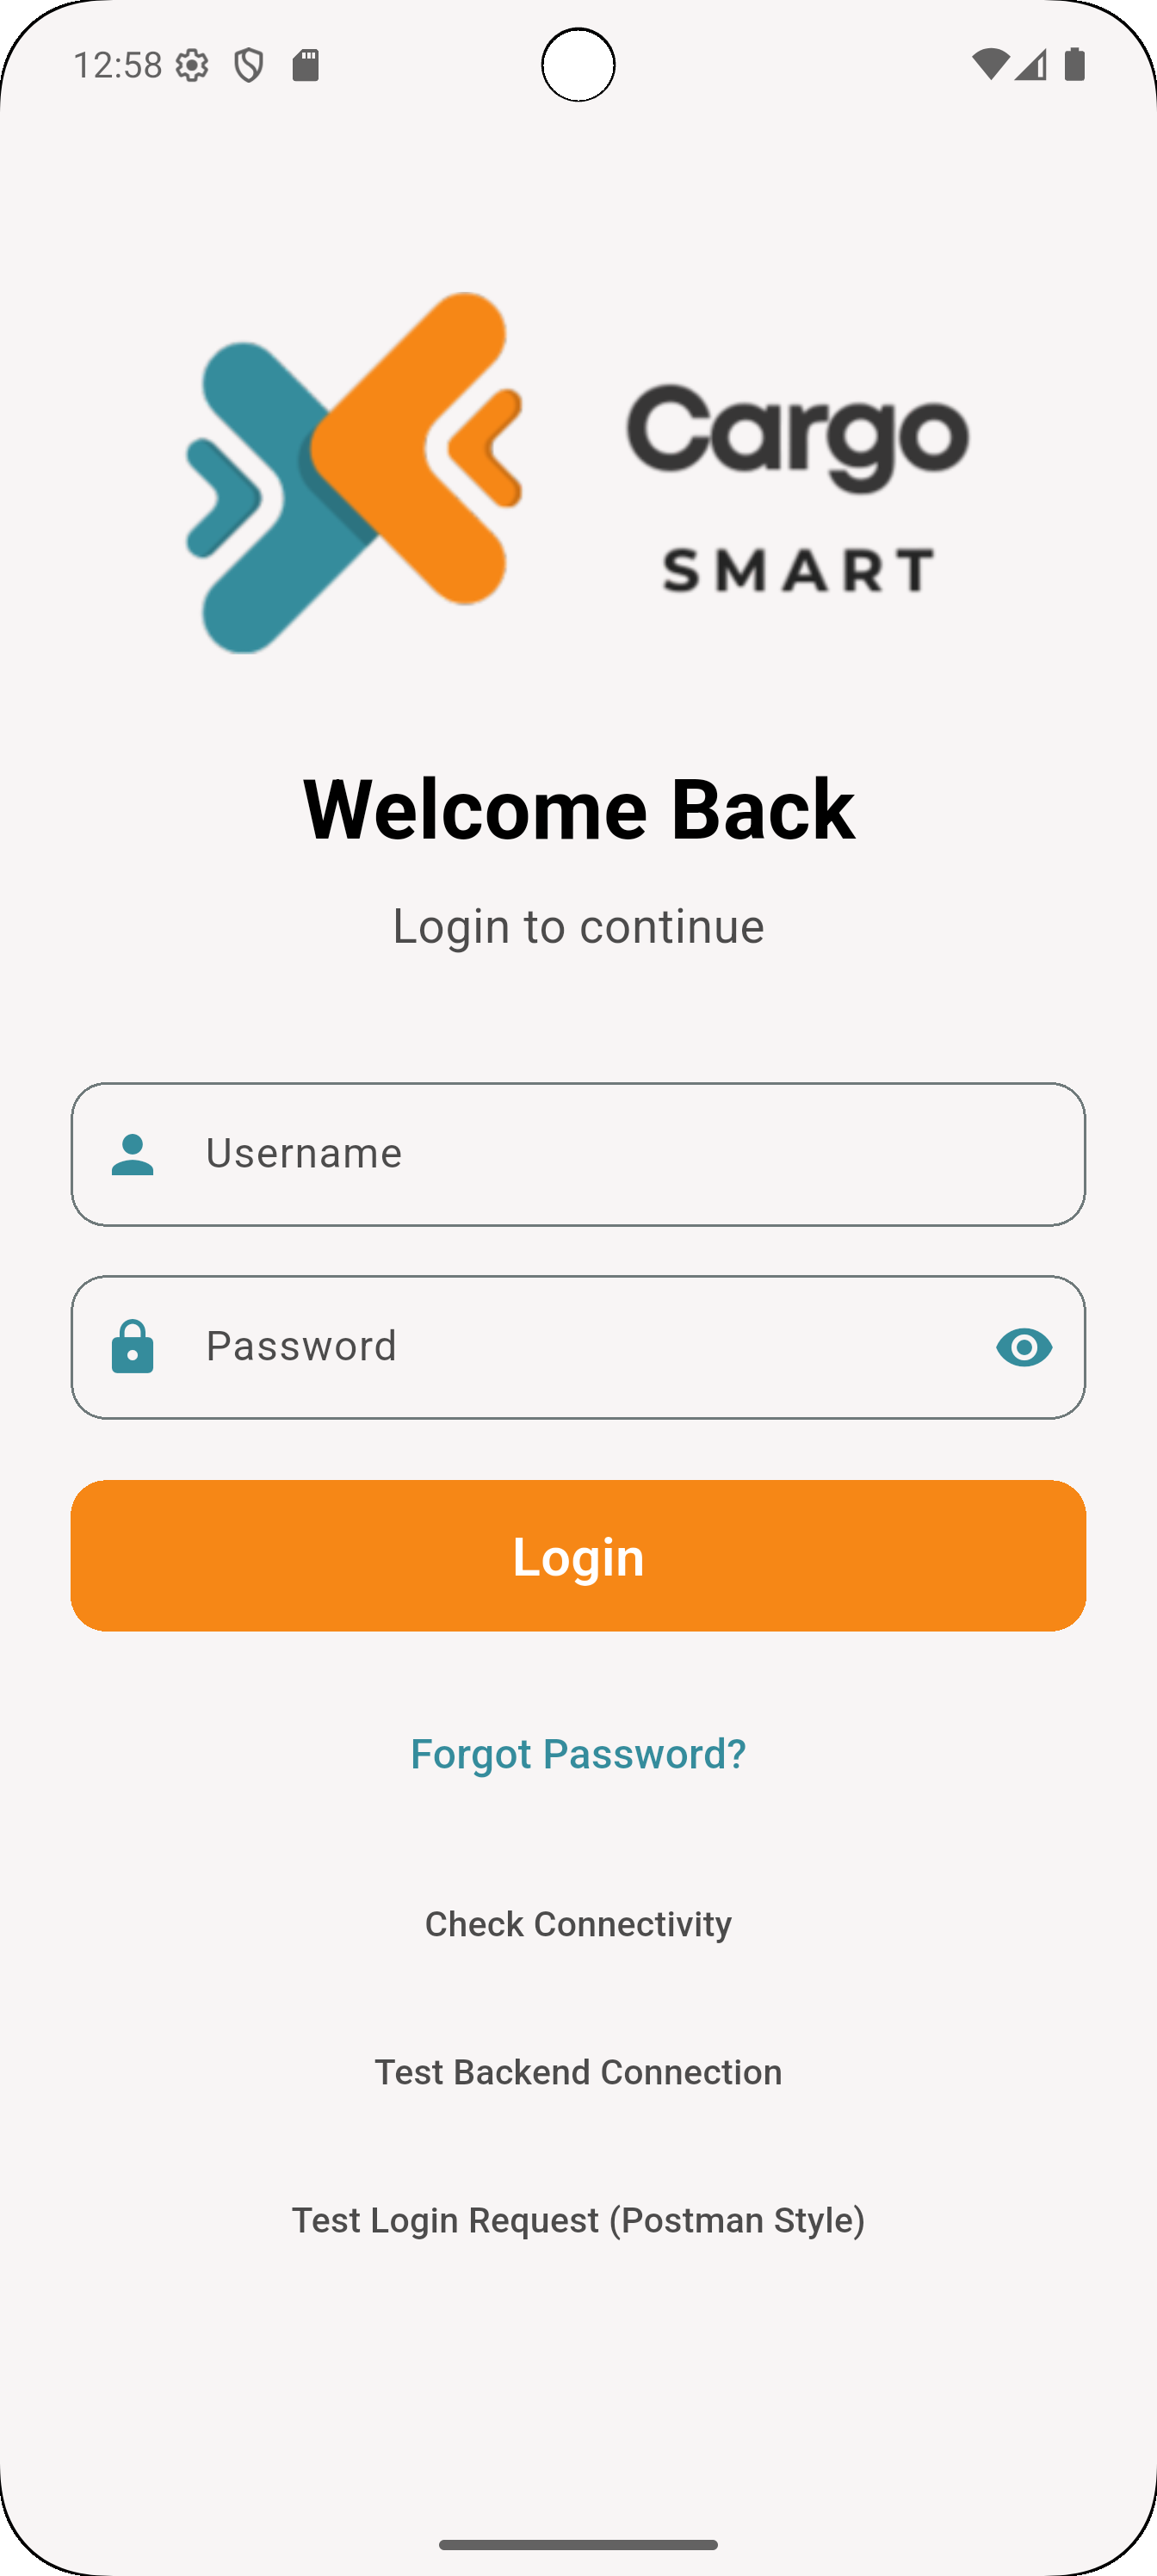 12:58
Cargo
SMART
Welcome Back
Login to continue
Username
Password
Login
Forgot Password?
Check Connectivity
Test Backend Connection
Test Login Request (Postman Style)